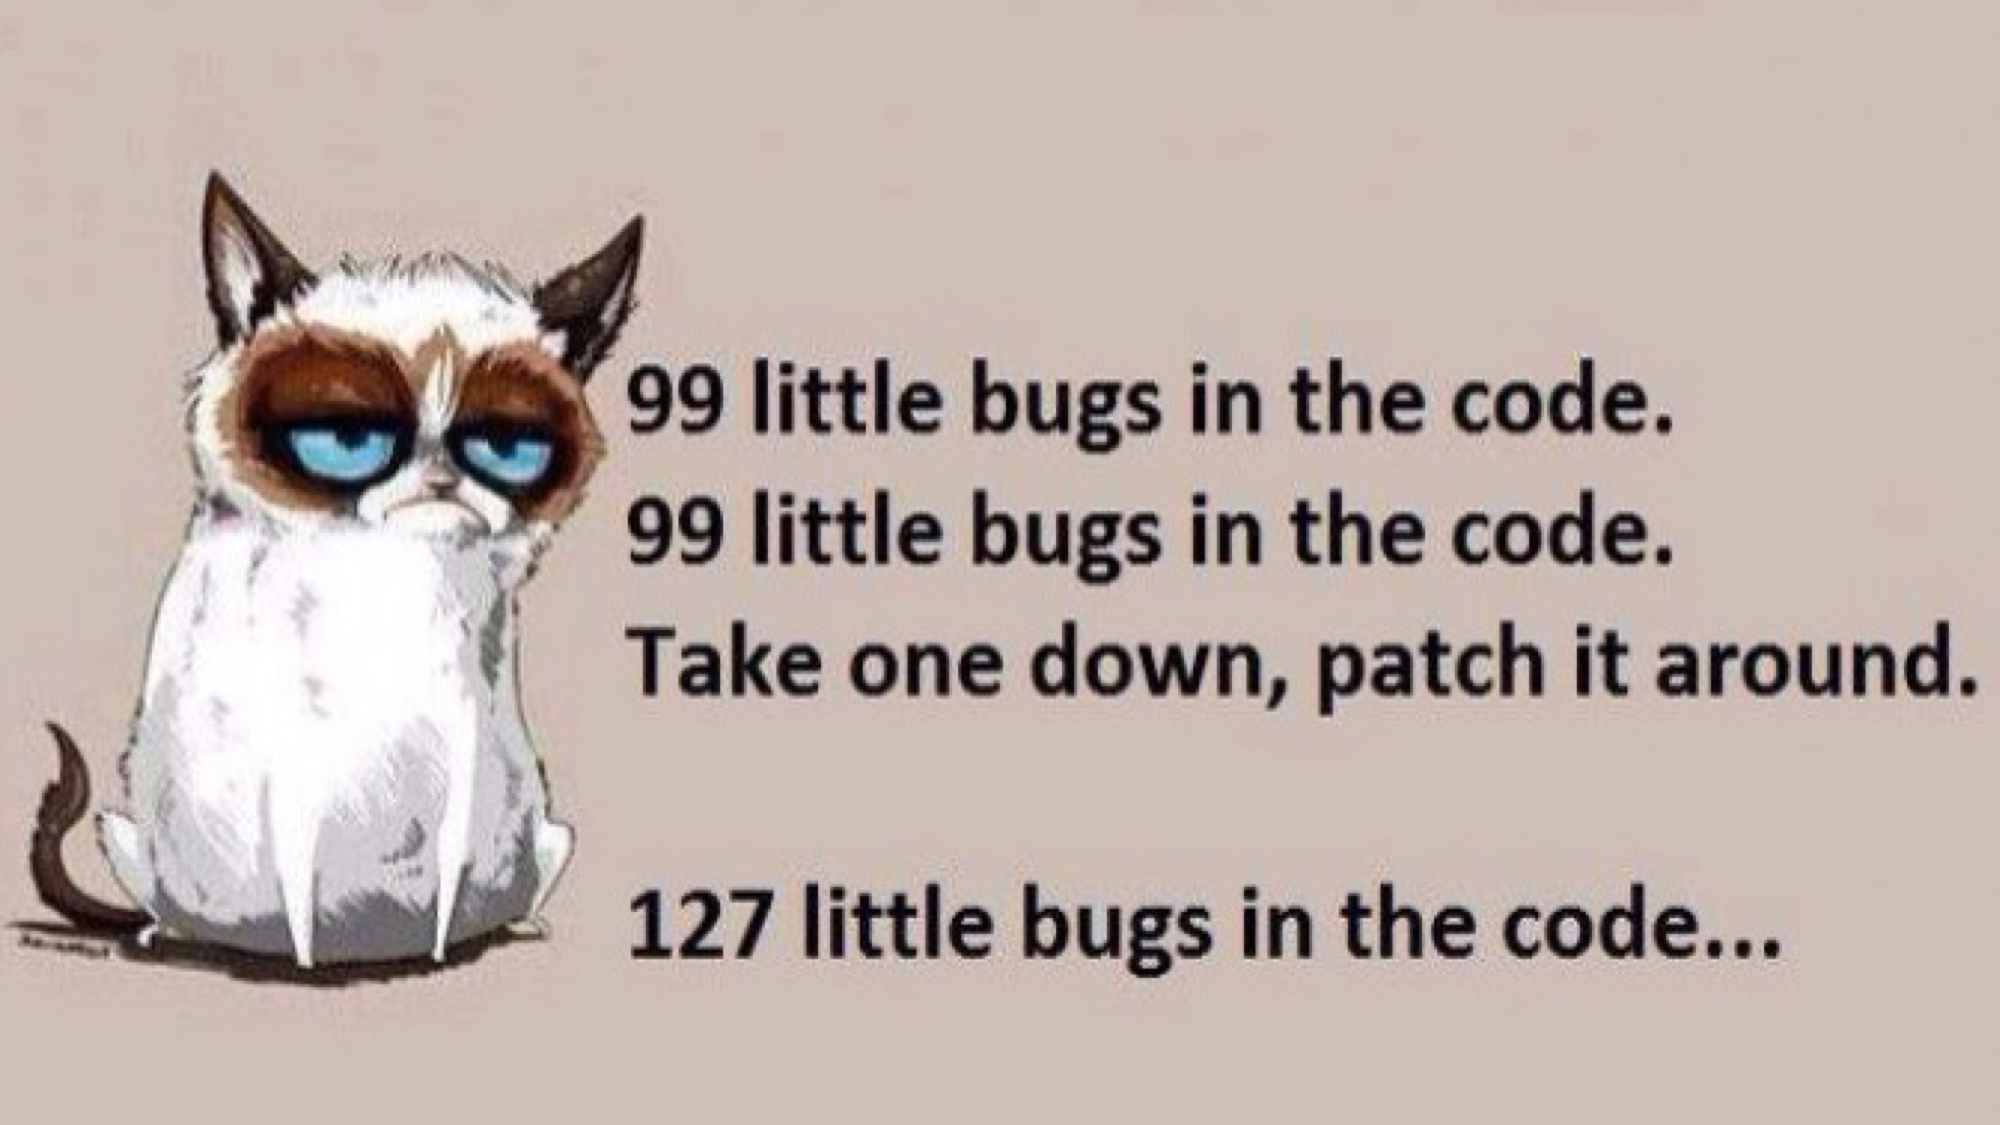 99 little bugs in the code.
99 little bugs in the code.
Take one down, patch it around.
127 little bugs in the code...